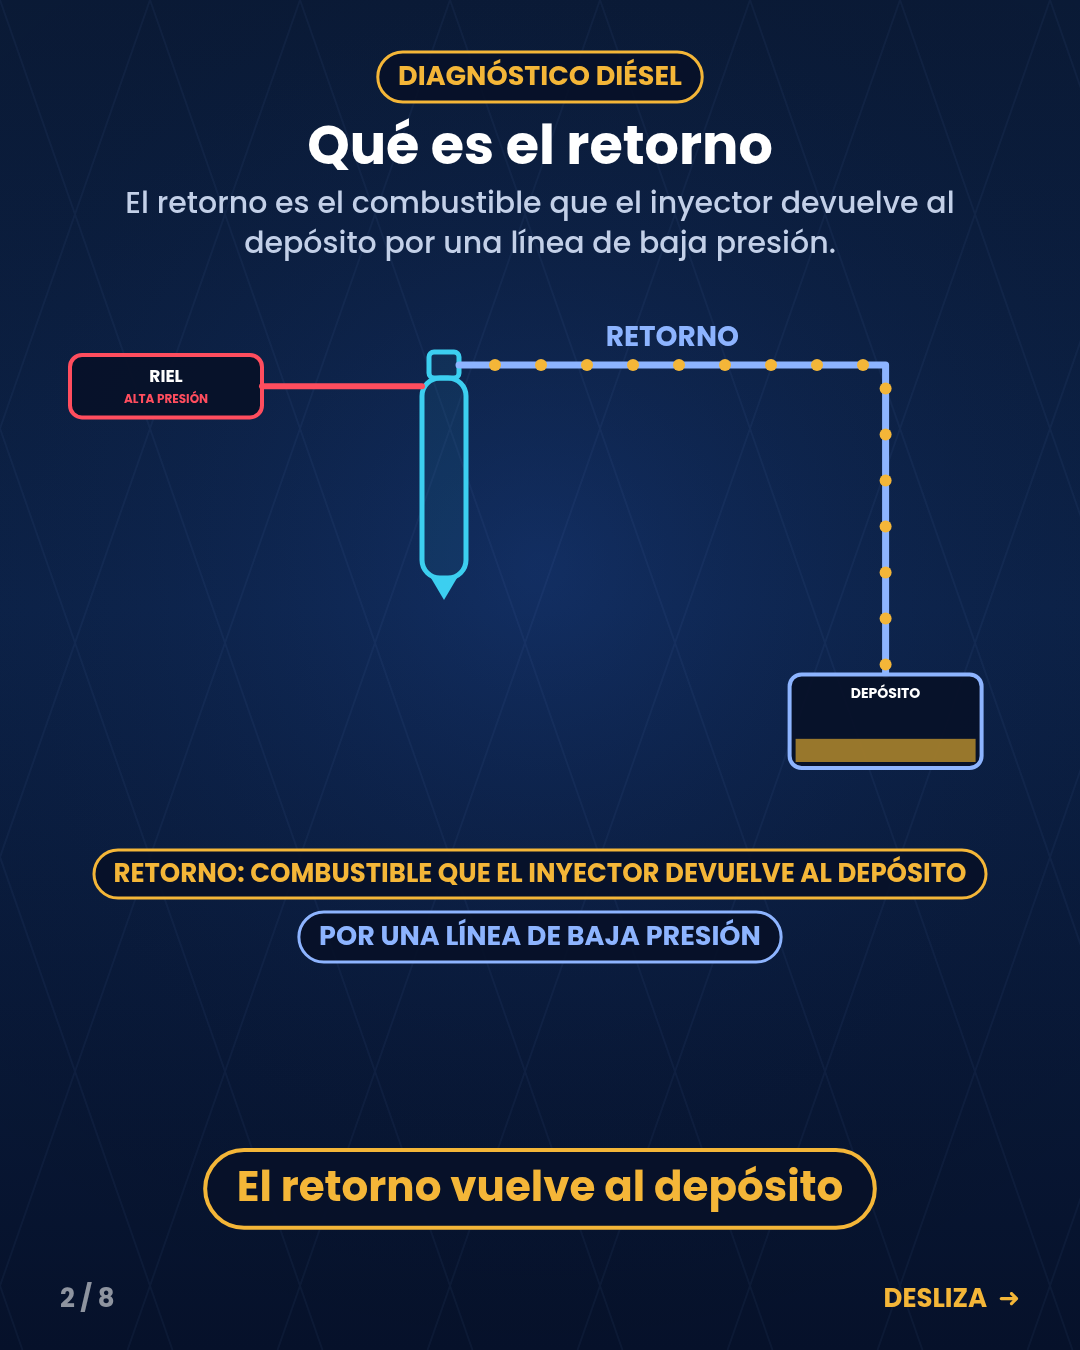 DIAGNÓSTICO DIÉSEL
Qué es el retorno
El retorno es el combustible que el inyector devuelve al
depósito por una línea de baja presión.
RETORNO
RIEL
ALTA PRESIÓN
DEPÓSITO
RETORNO: COMBUSTIBLE QUE EL INYECTOR DEVUELVE AL DEPÓSITO
POR UNA LÍNEA DE BAJA PRESIÓN
El retorno vuelve al depósito
2 / 8
DESLIZA →